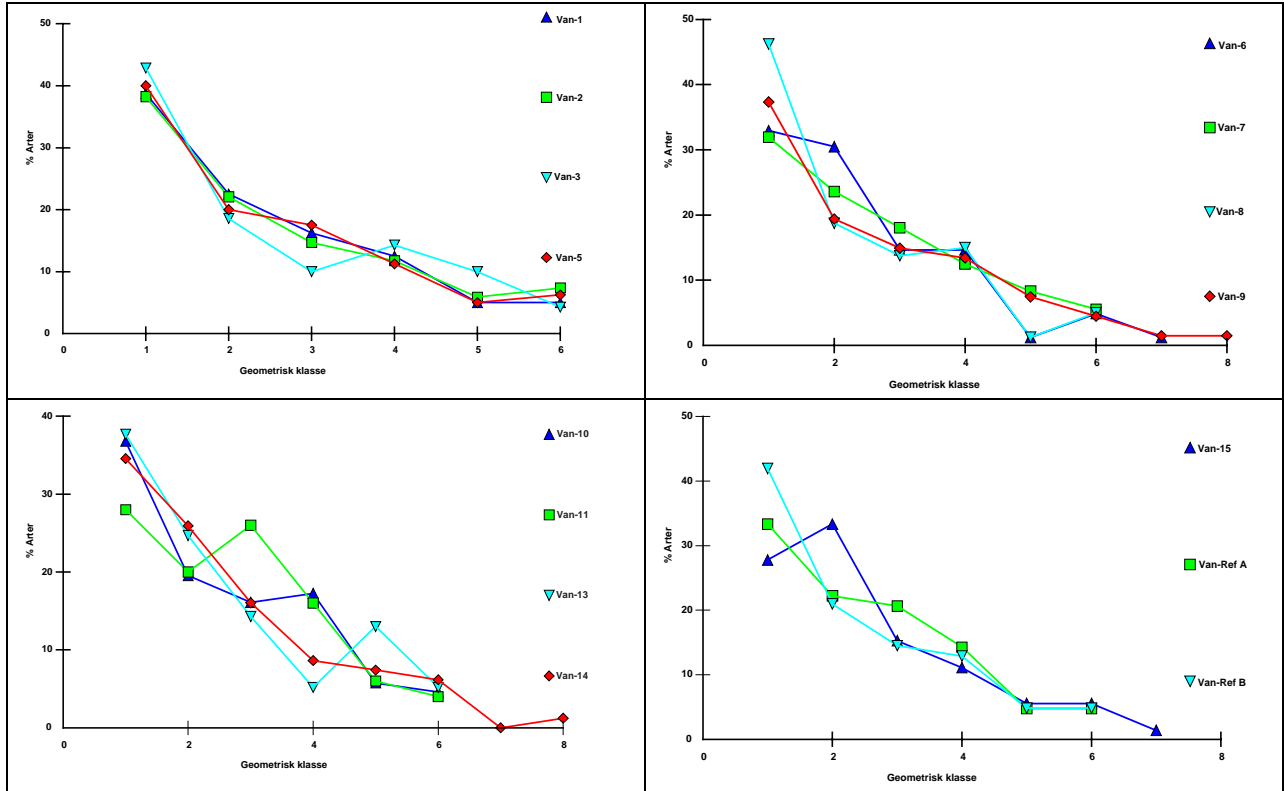 50
40
30
20
10
0
% Arter
0 1 2 3 4 5 6
Geometrisk klasse
Van-1
Van-2
Van-3
Van-5
50
40
30
20
10
0
% Arter
0 2 4 6 8
Geometrisk klasse
Van-6
Van-7
Van-8
Van-9
40
30
20
10
0
% Arter
0 2 4 6 8
Geometrisk klasse
Van-10
Van-11
Van-13
Van-14
50
40
30
20
10
0
% Arter
0 2 4 6 8
Geometrisk klasse
Van-15
Van-Ref A
Van-Ref B